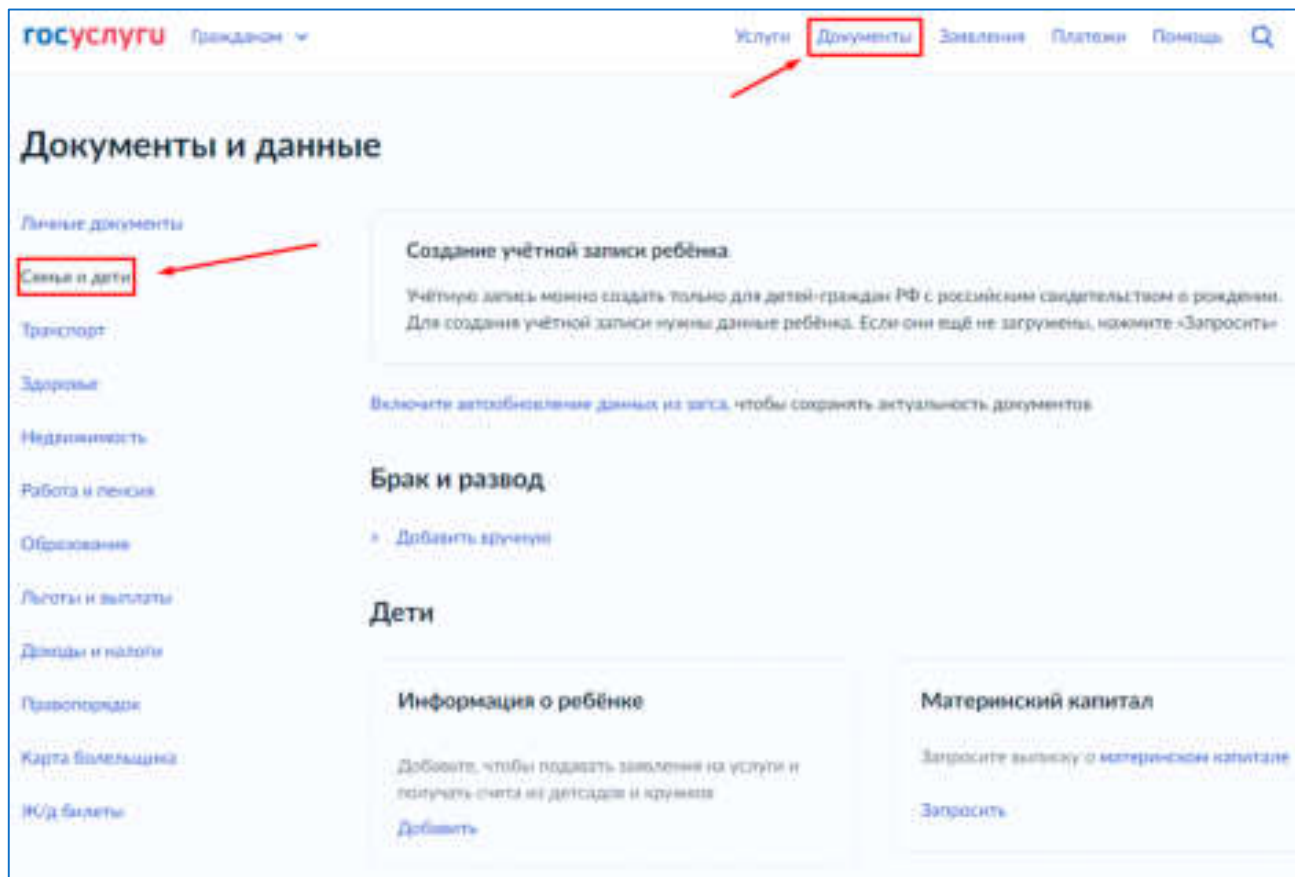 госуслуги Гражданам
Услуги Документы Заявления Платежи Помощь
Документы и данные
Личные документы
Семья и дети
Транспорт
Здоровье
Недвижимость
Работа и пенсия
Образование
Льготы и выплаты
Доходы и налоги
Правопорядок
Карта болельщика
Ж/д билеты
Создание учётной записи ребёнка
Учётную запись можно создать только для детей-граждан РФ с российским свидетельством о рождении.
Для создания учётной записи нужны данные ребёнка. Если они ещё не загружены, нажмите «Запросить»
Включите автообновление данных из загса, чтобы сохранять актуальность документов
Брак и развод
+ Добавить вручную
Дети
Информация о ребёнке
Добавьте, чтобы подавать заявления на услуги и
получать счета из детсадов и кружков
Добавить
Материнский капитал
Запросите выписку о материнском капитале
Запросить